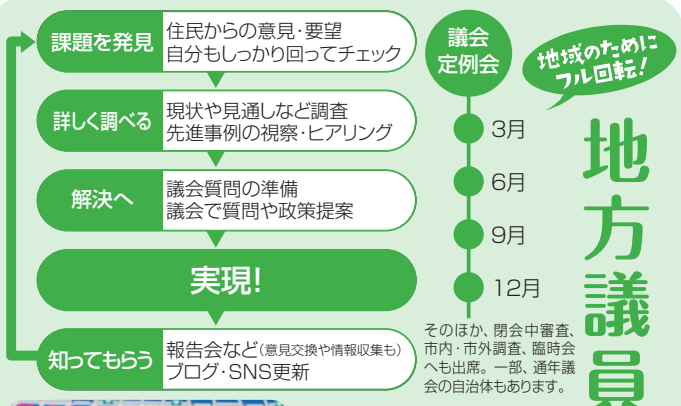 課題を発見
住民からの意見・要望
自分もしっかり回ってチェック
詳しく調べる
現状や見通しなど調査
先進事例の視察・ヒアリング
解決へ
議会質問の準備
議会で質問や政策提案
実現!
知ってもらう
報告会など(意見交換や情報収集も)
ブログ・SNS更新
議会
定例会
3月
6月
9月
12月
そのほか、閉会中審査、
市内・市外調査、臨時会
へも出席。一部、通年議
会の自治体もあります。
地域のために
フル回転!
地方議員